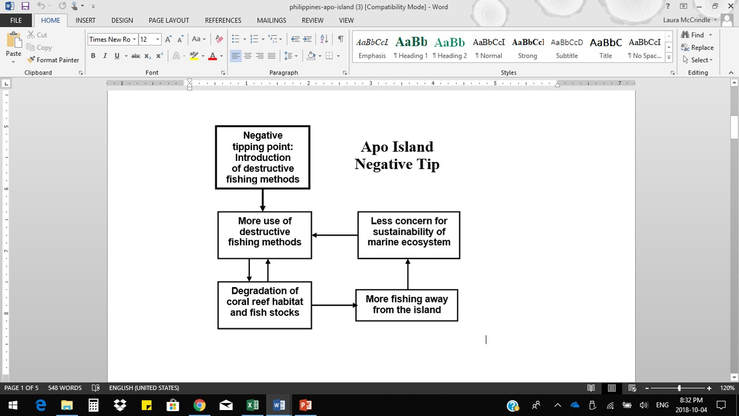 philippines-apo-island (3) [Compatibility Mode] - Word
FILE HOME INSERT DESIGN PAGE LAYOUT REFERENCES MAILINGS REVIEW VIEW Laura McCrindle
Cut
Copy
Format Painter
Paste
Clipboard
Times New Ro 12
Font
Paragraph
AaBbCcI AaBb AaBb AaBbCcI AaBbCcI AaBbCcD AaBbC AaBbCcI
Emphasis ¶ Heading 1 ¶ Heading 2 ¶ Normal Strong Subtitle Title ¶ No Spac...
Styles
Find
Replace
Select
Editing
Negative
tipping point:
Introduction
of destructive
fishing methods
Apo Island
Negative Tip
More use of
destructive
fishing methods
Less concern for
sustainability of
marine ecosystem
Degradation of
coral reef habitat
and fish stocks
More fishing away
from the island
PAGE 1 OF 5 548 WORDS ENGLISH (UNITED STATES) 120%
ENG
8:32 PM
2018-10-04